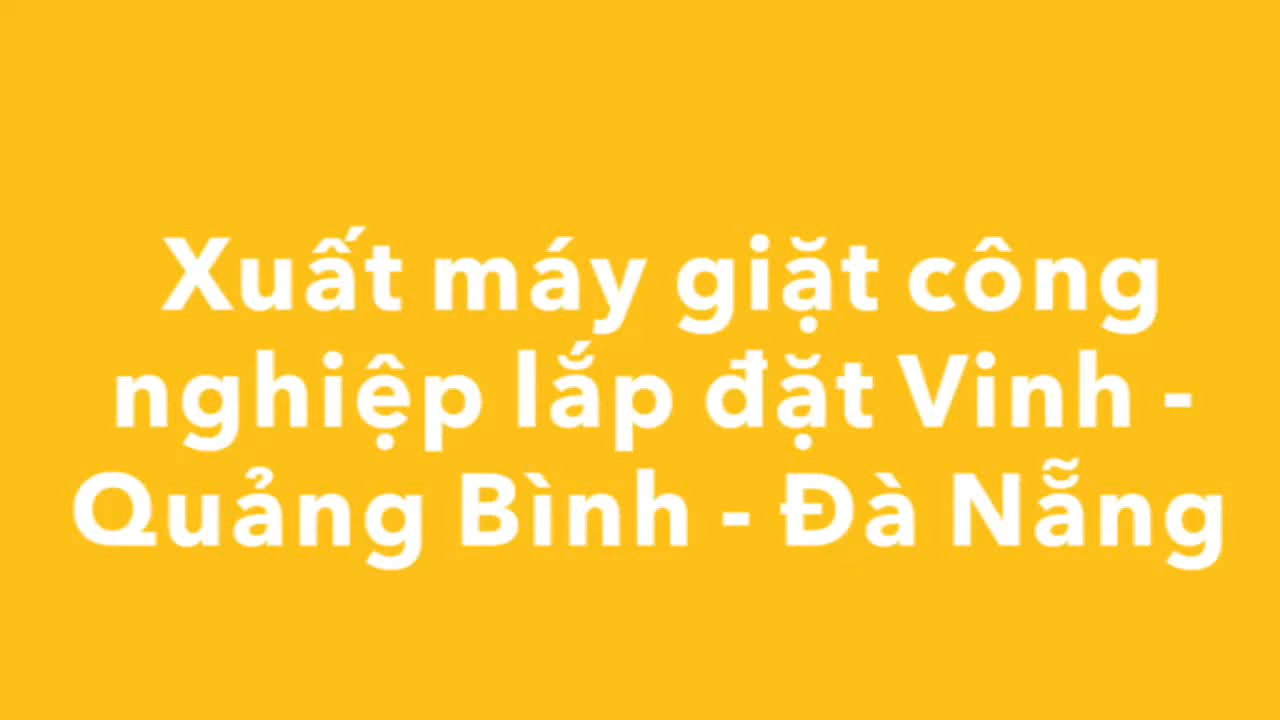 Xuất máy giặt công
nghiệp lắp đặt Vinh -
Quảng Bình - Đà Nẵng